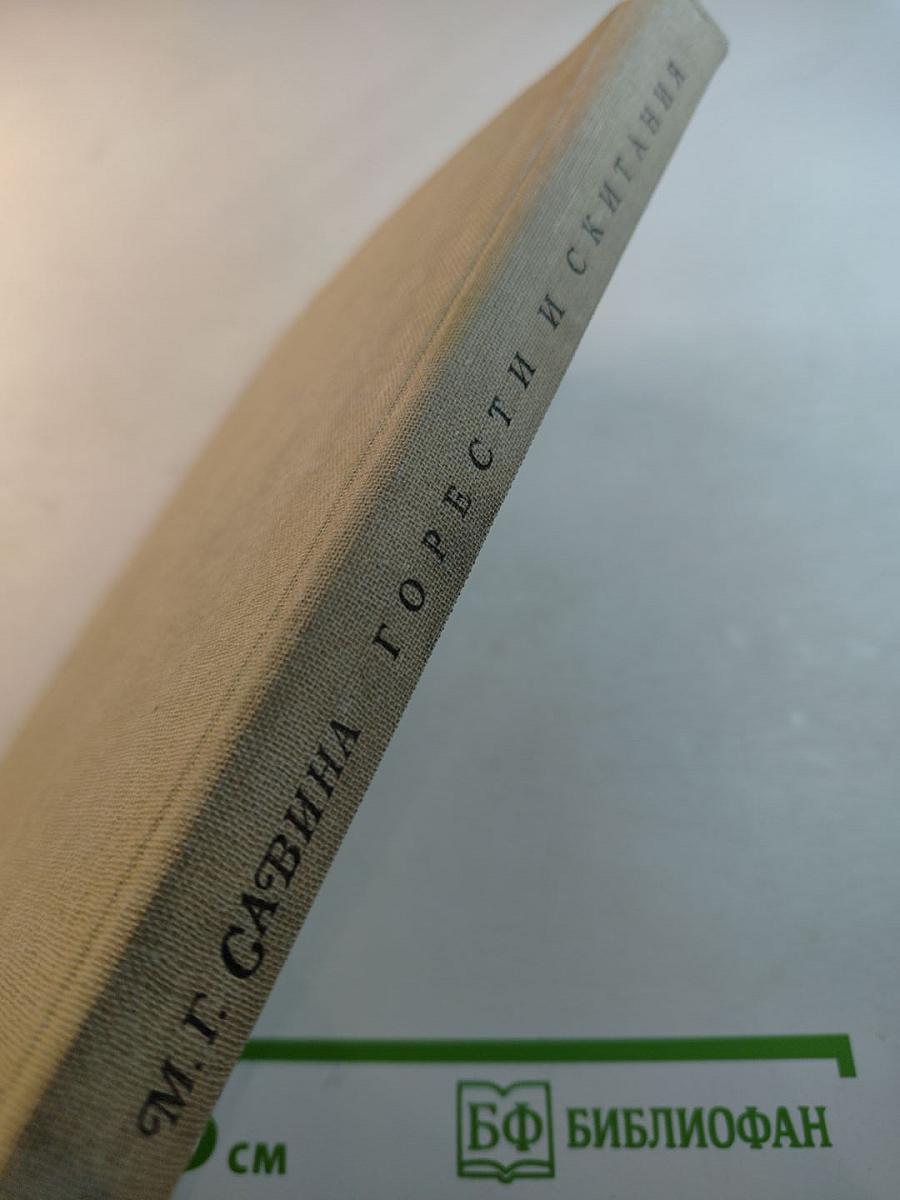 М. Г. САВИНА ГОРЕСТИ И СКИТАНИЯ
см
БФ БИБЛИОФАН